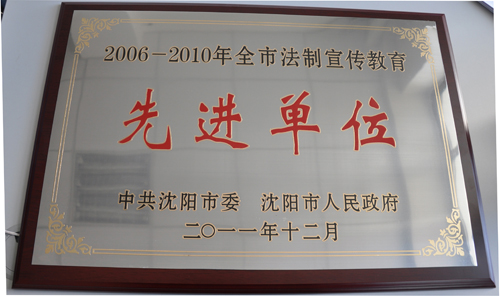 2006-2010年全市法制宣传教育
先进单位
中共沈阳市委 沈阳市人民政府
二〇一一年十二月